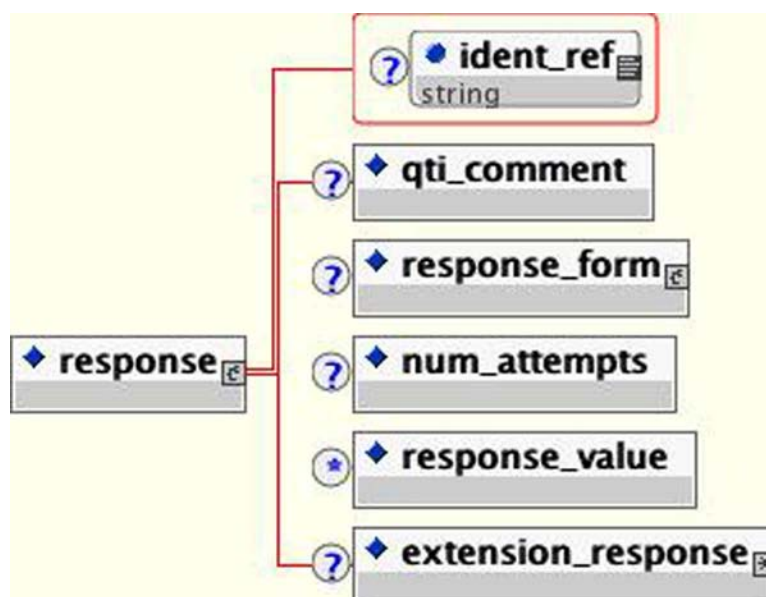 ? ident_ref
string
? qti_comment
? response_form
response
? num_attempts
* response_value
? extension_response